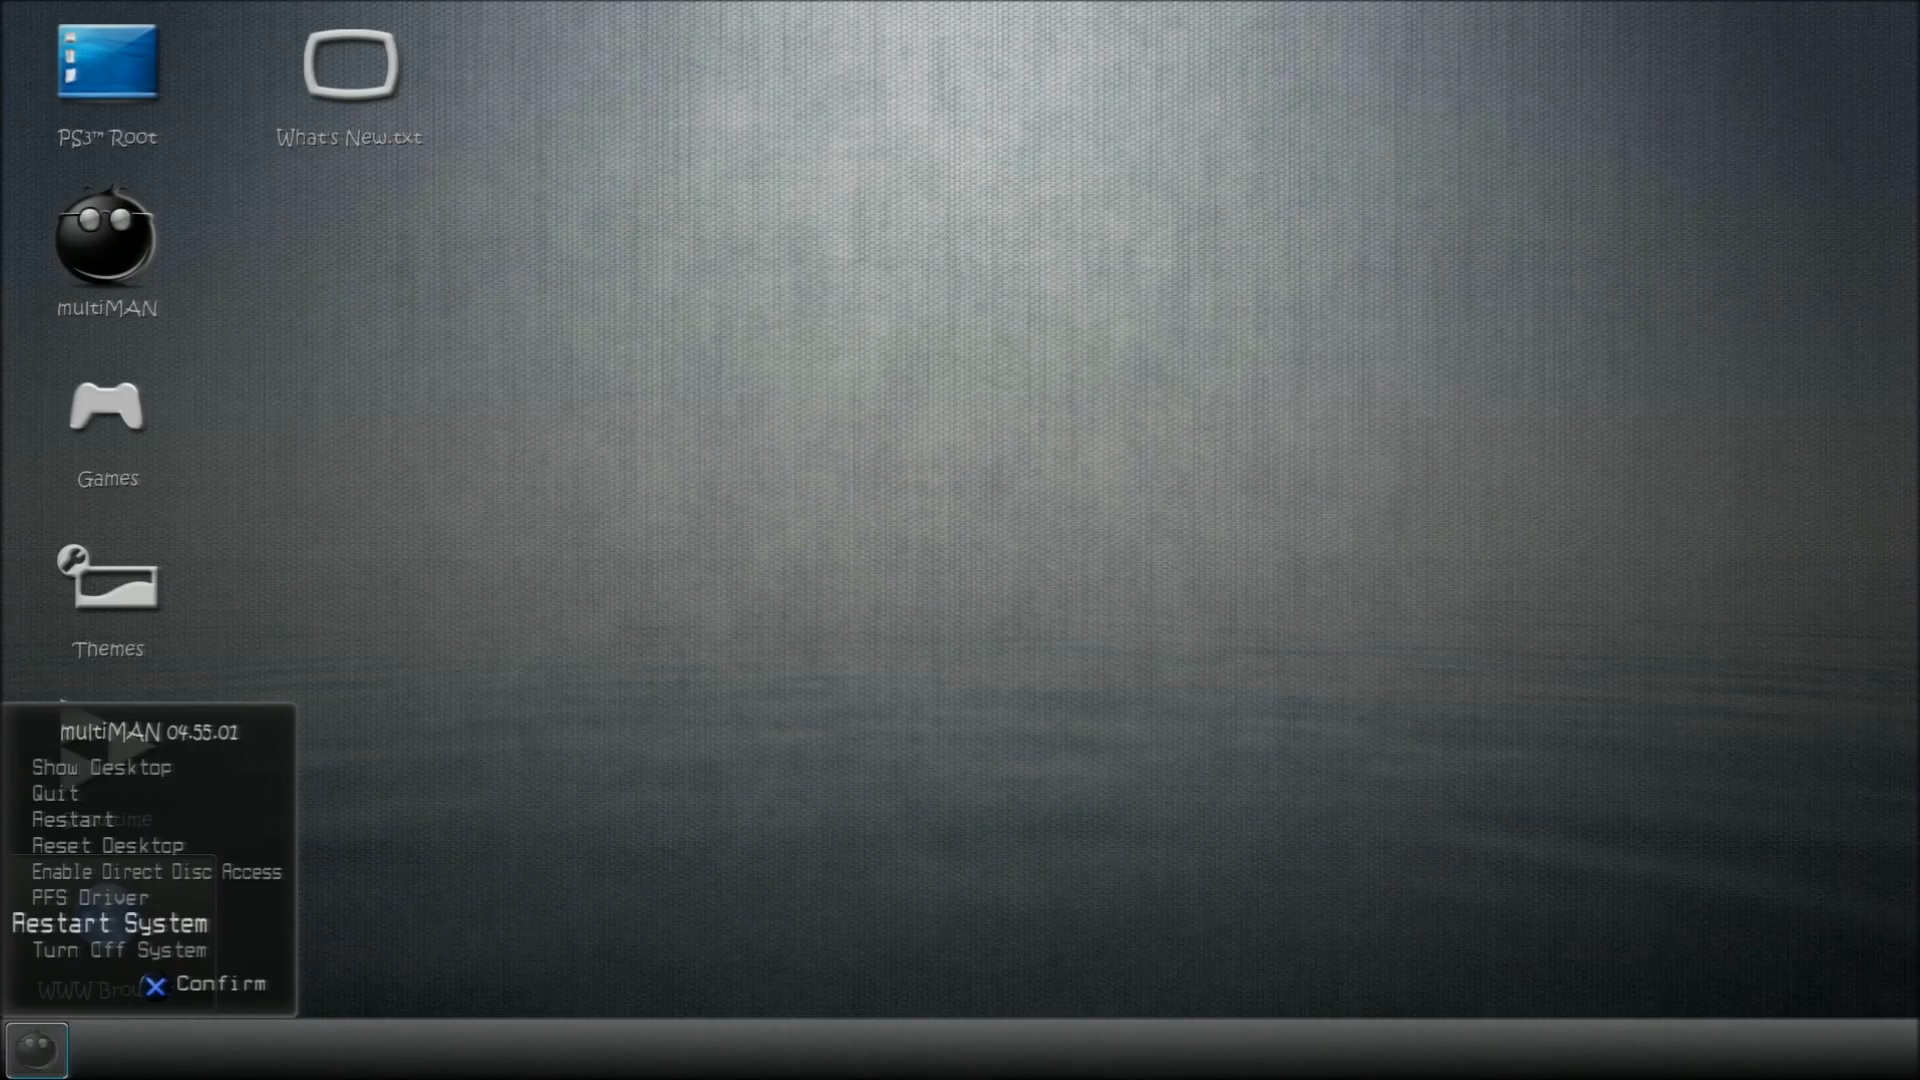 PS3™ Root
What's New.txt
multiMAN
Games
Themes
multiMAN 04.55.01
Show Desktop
Quit
Restart
Reset Desktop
Enable Direct Disc Access
PFS Driver
Restart System
Turn Off System
WWW
Confirm